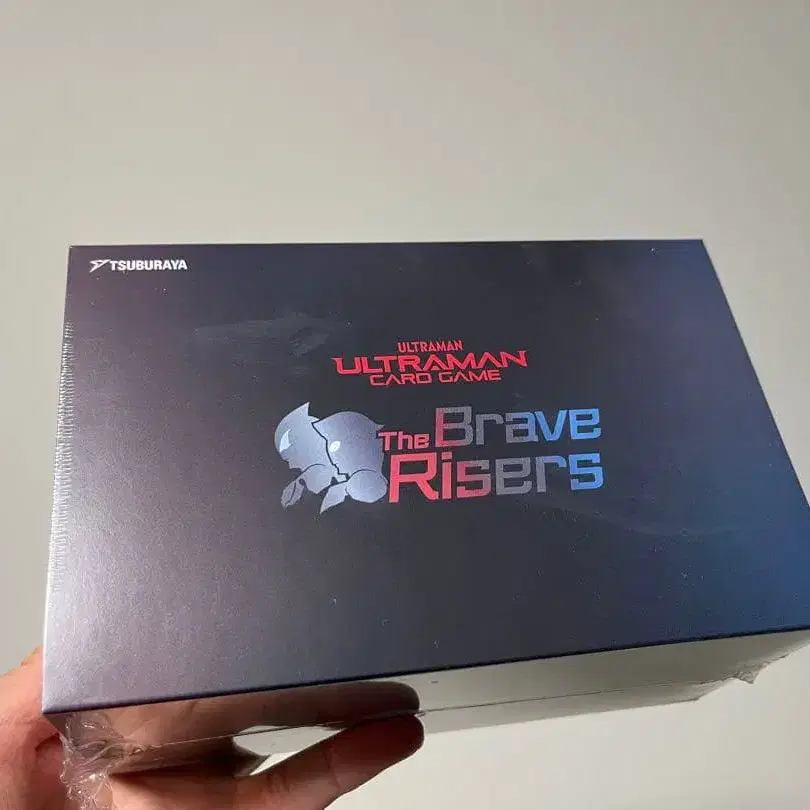 TSUBURAYA
ULTRAMAN
ULTRAMAN
CARD GAME
The Brave
Risers